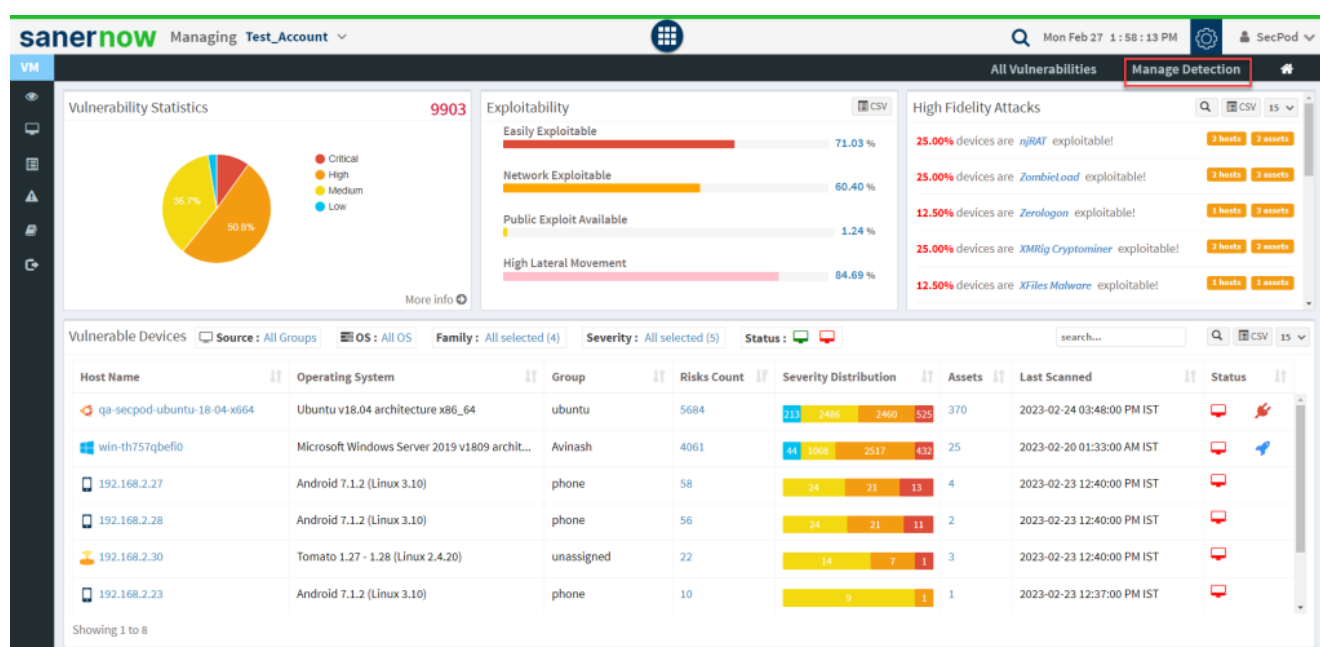 sanernow Managing Test_Account Mon Feb 27 1 : 58 : 13 PM SecPod
VM All Vulnerabilities Manage Detection
Vulnerability Statistics 9903
36.7%
50.8%
Critical
High
Medium
Low
More info
Exploitability CSV
Easily Exploitable
71.03 %
Network Exploitable
60.40 %
Public Exploit Available
1.24 %
High Lateral Movement
84.69 %
High Fidelity Attacks CSV 15
25.00% devices are njRAT exploitable! 2 hosts 2 assets
25.00% devices are ZombieLoad exploitable! 2 hosts 3 assets
12.50% devices are Zerologon exploitable! 1 hosts 3 assets
25.00% devices are XMRig Cryptominer exploitable! 2 hosts 2 assets
12.50% devices are XFiles Malware exploitable! 1 hosts 1 assets
Vulnerable Devices Source : All Groups OS : All OS Family : All selected (4) Severity : All selected (5) Status : search... CSV 15
Host Name Operating System Group Risks Count Severity Distribution Assets Last Scanned Status
qa-secpod-ubuntu-18-04-x664 Ubuntu v18.04 architecture x86_64 ubuntu 5684 213 2486 2460 525 370 2023-02-24 03:48:00 PM IST
win-th757qbefi0 Microsoft Windows Server 2019 v1809 archit... Avinash 4061 44 1068 2517 432 25 2023-02-20 01:33:00 AM IST
192.168.2.27 Android 7.1.2 (Linux 3.10) phone 58 24 21 13 4 2023-02-23 12:40:00 PM IST
192.168.2.28 Android 7.1.2 (Linux 3.10) phone 56 24 21 11 2 2023-02-23 12:40:00 PM IST
192.168.2.30 Tomato 1.27 - 1.28 (Linux 2.4.20) unassigned 22 14 7 1 3 2023-02-23 12:40:00 PM IST
192.168.2.23 Android 7.1.2 (Linux 3.10) phone 10 9 1 1 2023-02-23 12:37:00 PM IST
Showing 1 to 8